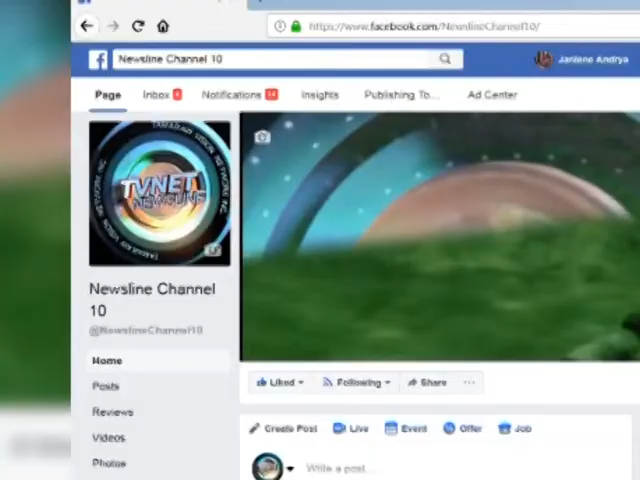 https://www.facebook.com/NewslineChannel10/
Newsline Channel 10
Janlene Andrya
Page Inbox 4 Notifications 14 Insights Publishing To... Ad Center
TVNET
NEWSLINE
Newsline Channel
10
@NewslineChannel10
Home
Posts
Reviews
Videos
Photos
Liked Following Share ...
Create Post Live Event Offer Job
Write a post...